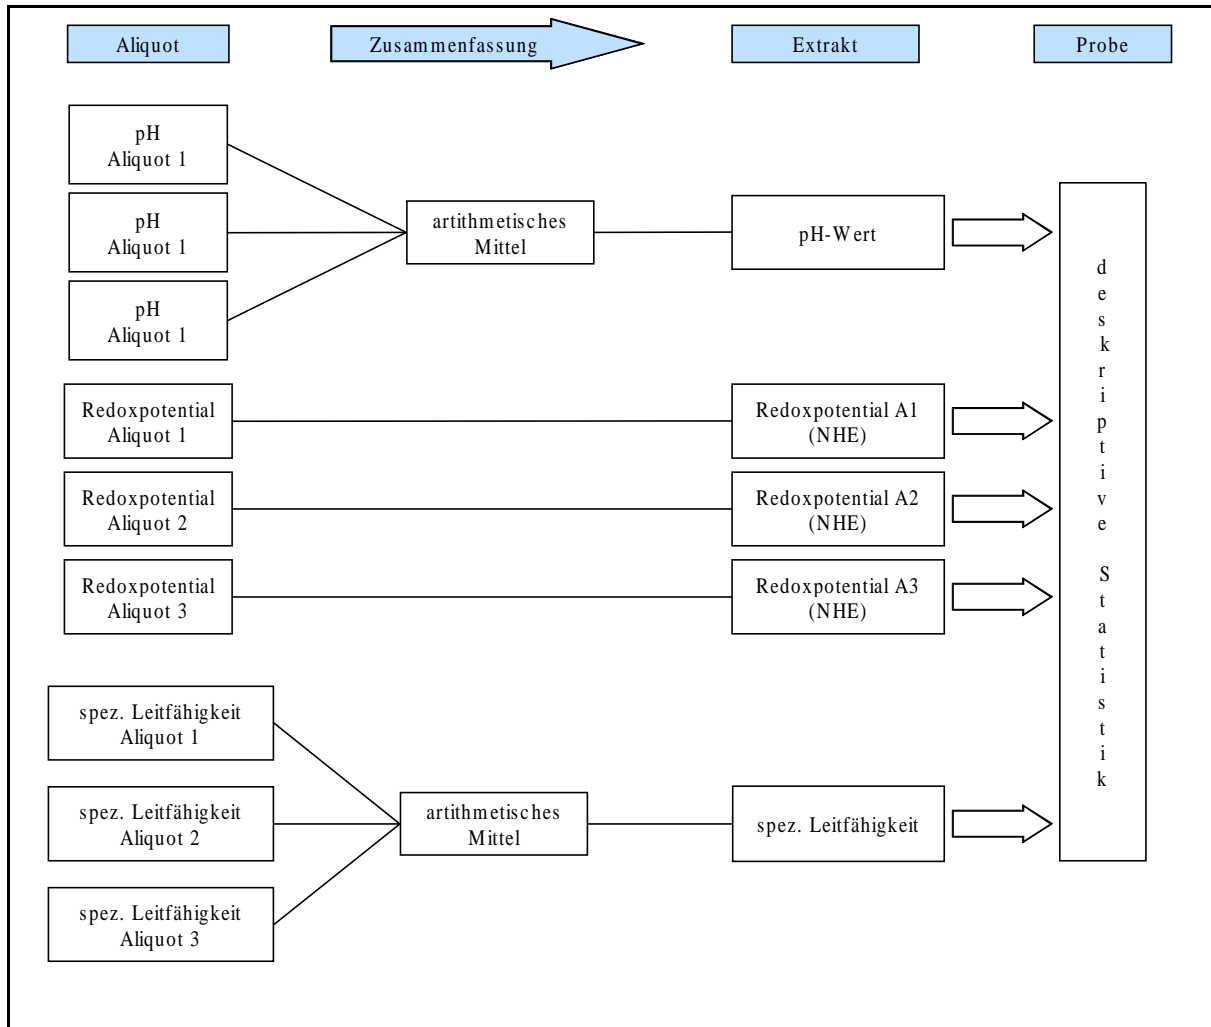 Aliquot
Zusammenfassung
Extrakt
Probe
pH
Aliquot 1
pH
Aliquot 1
pH
Aliquot 1
artithmetisches
Mittel
pH-Wert
Redoxpotential
Aliquot 1
Redoxpotential A1
(NHE)
Redoxpotential
Aliquot 2
Redoxpotential A2
(NHE)
Redoxpotential
Aliquot 3
Redoxpotential A3
(NHE)
spez. Leitfähigkeit
Aliquot 1
spez. Leitfähigkeit
Aliquot 2
spez. Leitfähigkeit
Aliquot 3
artithmetisches
Mittel
spez. Leitfähigkeit
deskriptive Statistik